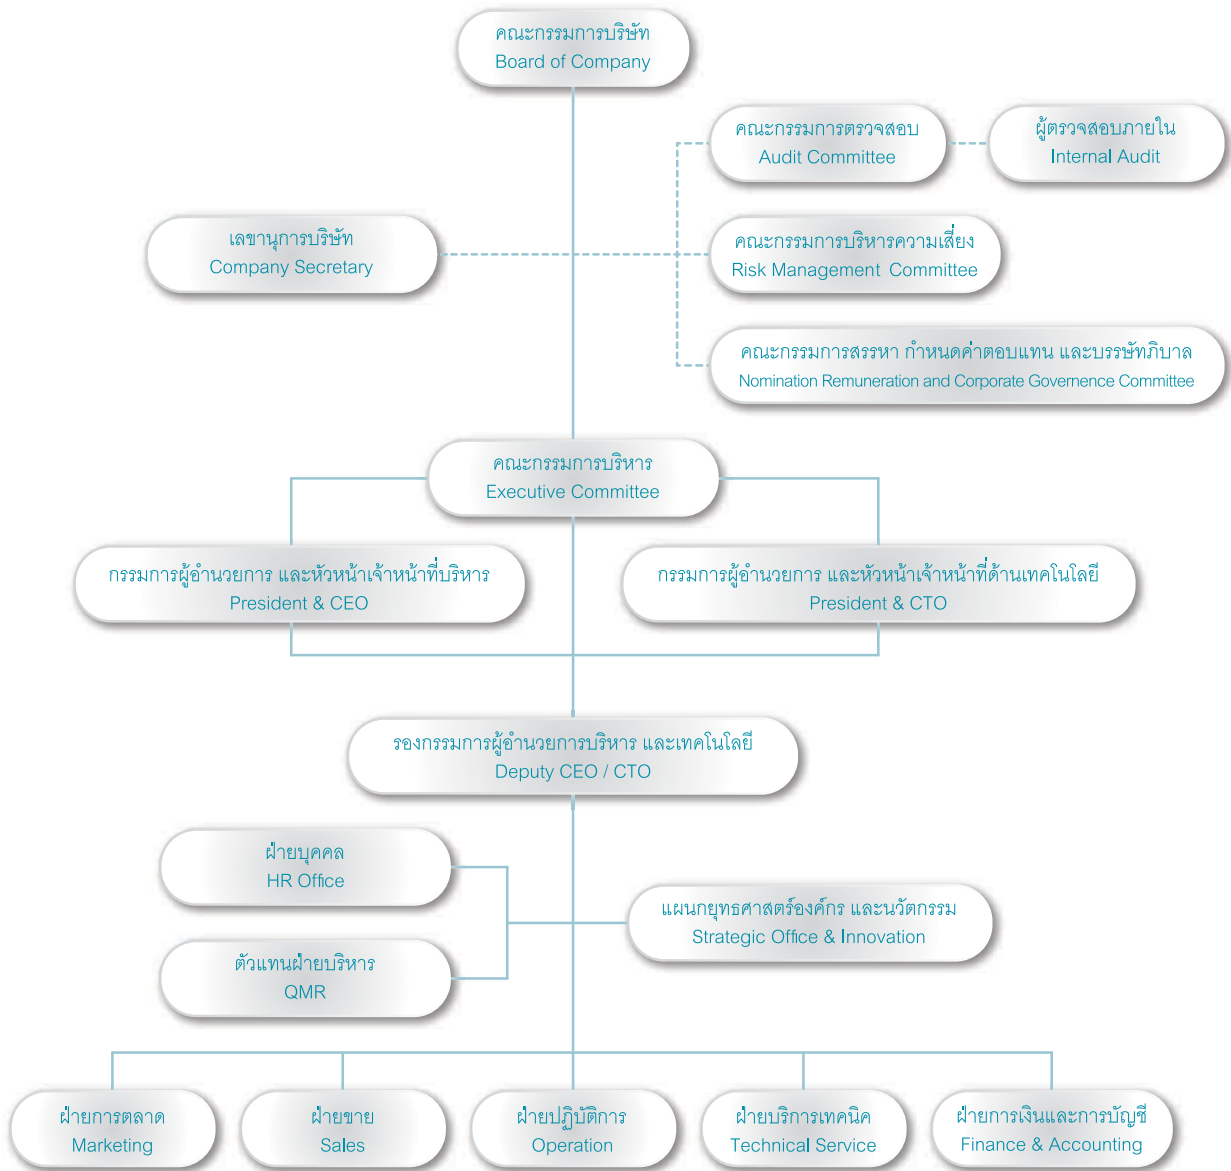 คณะกรรมการบริษัท
Board of Company
คณะกรรมการตรวจสอบ
Audit Committee
ผู้ตรวจสอบภายใน
Internal Audit
เลขานุการบริษัท
Company Secretary
คณะกรรมการบริหารความเสี่ยง
Risk Management Committee
คณะกรรมการสรรหา กำหนดค่าตอบแทน และบรรษัทภิบาล
Nomination Remuneration and Corporate Governence Committee
คณะกรรมการบริหาร
Executive Committee
กรรมการผู้อำนวยการ และหัวหน้าเจ้าหน้าที่บริหาร
President & CEO
กรรมการผู้อำนวยการ และหัวหน้าเจ้าหน้าที่ด้านเทคโนโลยี
President & CTO
รองกรรมการผู้อำนวยการบริหาร และเทคโนโลยี
Deputy CEO / CTO
ฝ่ายบุคคล
HR Office
แผนกยุทธศาสตร์องค์กร และนวัตกรรม
Strategic Office & Innovation
ตัวแทนฝ่ายบริหาร
QMR
ฝ่ายการตลาด
Marketing
ฝ่ายขาย
Sales
ฝ่ายปฏิบัติการ
Operation
ฝ่ายบริการเทคนิค
Technical Service
ฝ่ายการเงินและการบัญชี
Finance & Accounting